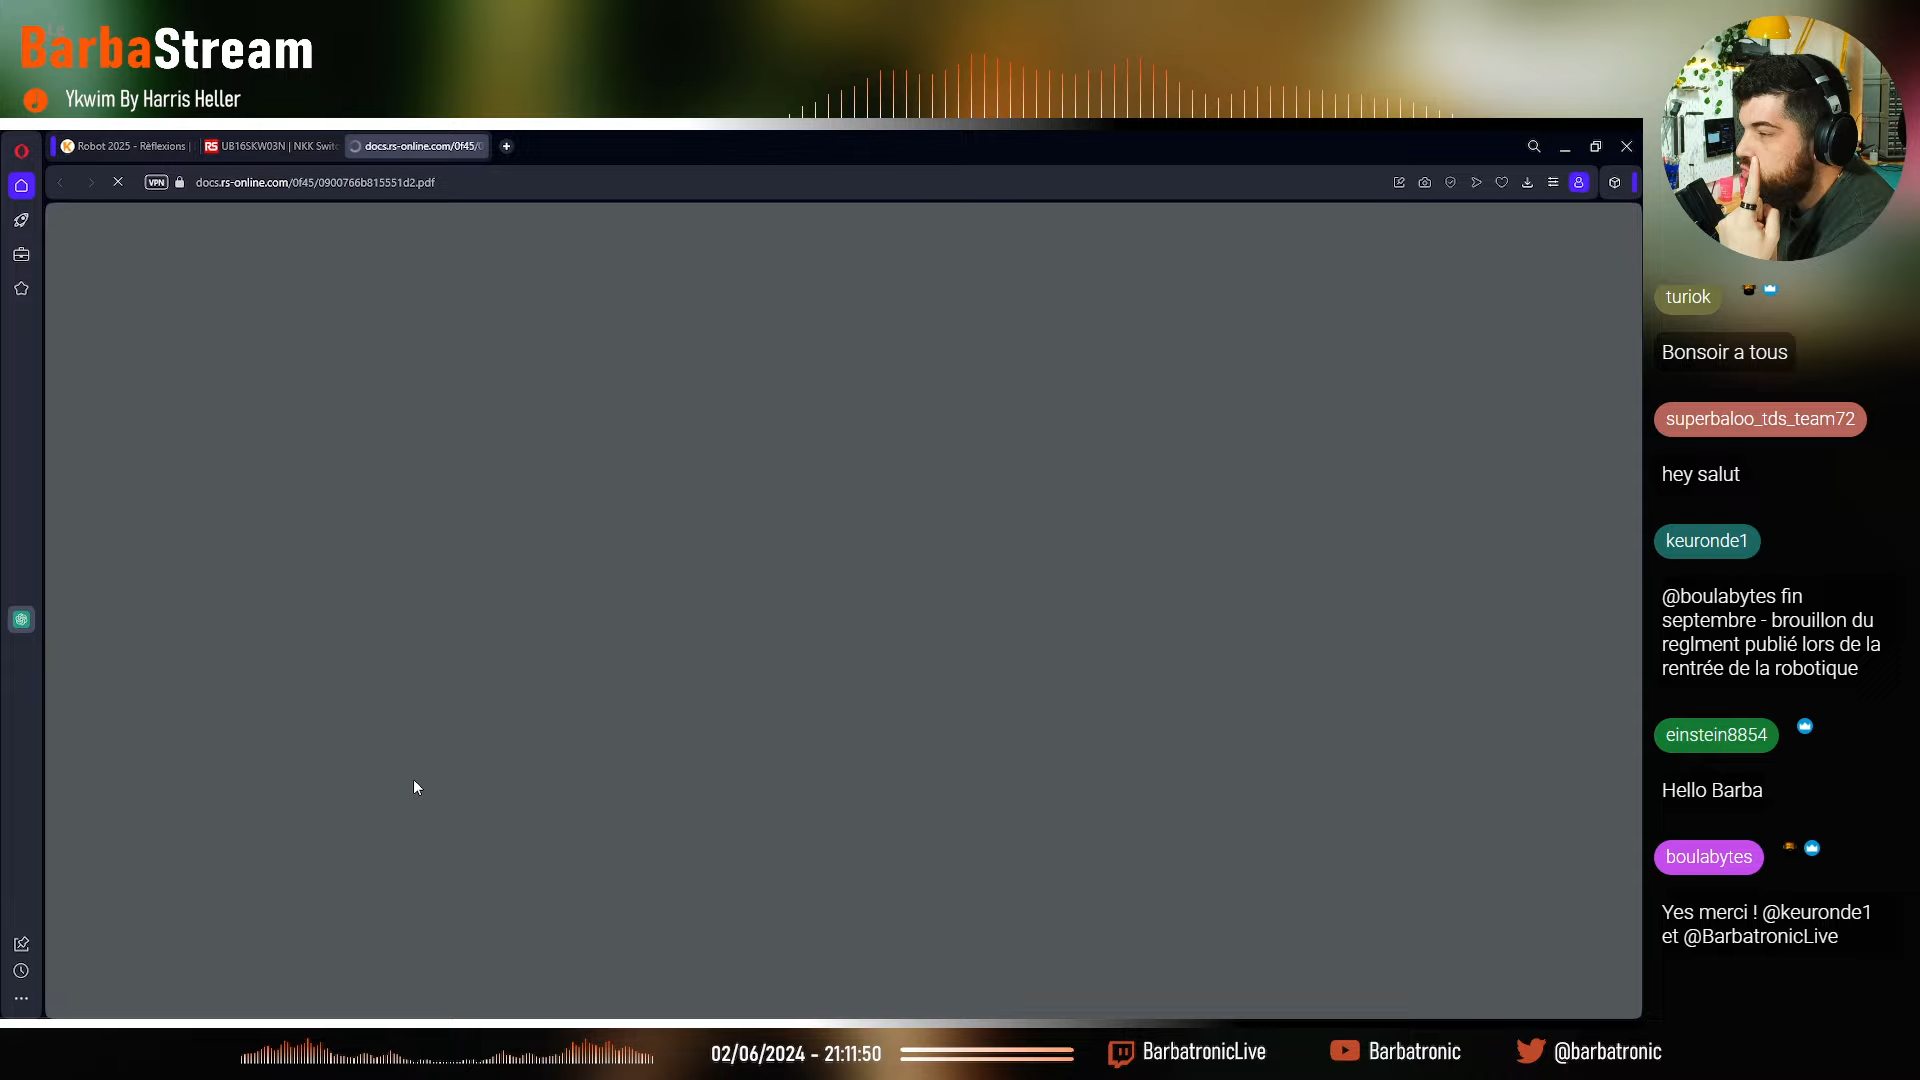 Le
BarbaStream
Ykwim By Harris Heller
Robot 2025 - Réflexions |
RS UB16SKW03N | NKK Switc
docs.rs-online.com/0f45/0
VPN docs.rs-online.com/0f45/0900766b815551d2.pdf
turiok
Bonsoir a tous
superbaloo_tds_team72
hey salut
keuronde1
@boulabytes fin
septembre - brouillon du
reglment publié lors de la
rentrée de la robotique
einstein8854
Hello Barba
boulabytes
Yes merci ! @keuronde1
et @BarbatronicLive
02/06/2024 - 21:11:50
BarbatronicLive
Barbatronic
@barbatronic